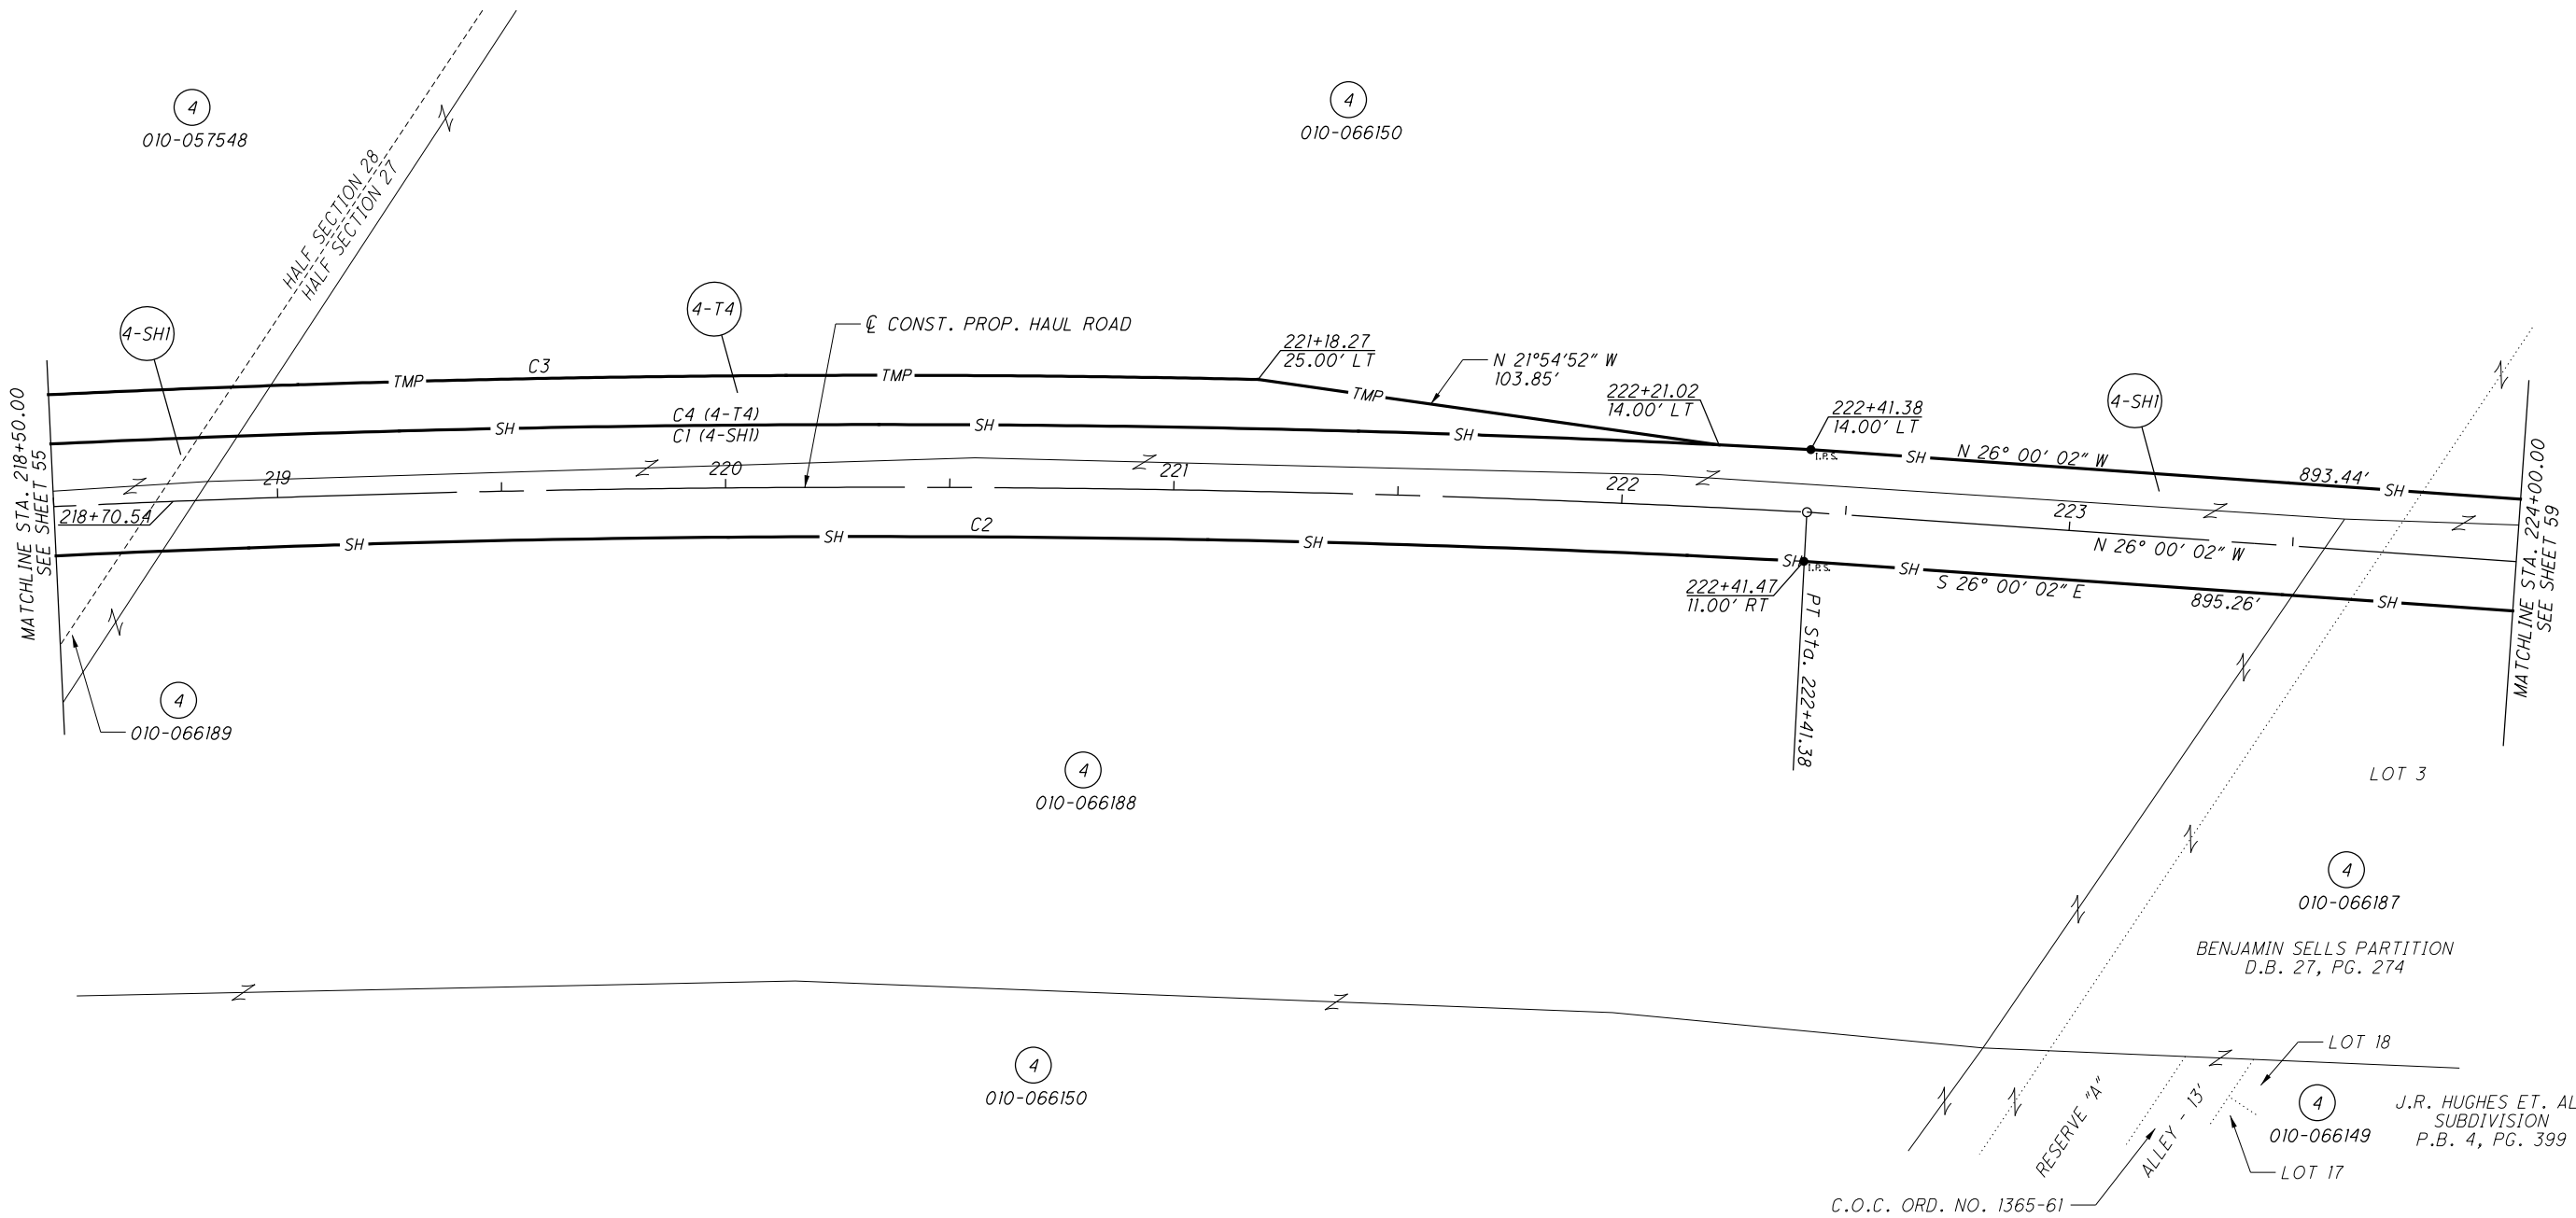 4
010-057548
4
010-066150
HALF SECTION 28
HALF SECTION 27
4-SH1
4-T4
℄ CONST. PROP. HAUL ROAD
C3
TMP
TMP
221+18.27
25.00' LT
N 21°54'52" W
103.85'
TMP
222+21.02
14.00' LT
222+41.38
14.00' LT
4-SH1
MATCHLINE STA. 218+50.00
SEE SHEET 55
SH
C4 (4-T4)
C1 (4-SH1)
SH
SH
I.P.S.
SH
N 26° 00' 02" W
893.44'
SH
219
220
221
222
223
218+70.54
N 26° 00' 02" W
MATCHLINE STA. 224+00.00
SEE SHEET 59
SH
SH
C2
SH
SH
I.P.S.
SH
S 26° 00' 02" E
895.26'
SH
222+41.47
11.00' RT
PT Sta. 222+41.38
4
010-066189
4
010-066188
LOT 3
4
010-066187
BENJAMIN SELLS PARTITION
D.B. 27, PG. 274
4
010-066150
LOT 18
4
010-066149
J.R. HUGHES ET. AL
SUBDIVISION
P.B. 4, PG. 399
RESERVE "A"
ALLEY - 13'
LOT 17
C.O.C. ORD. NO. 1365-61